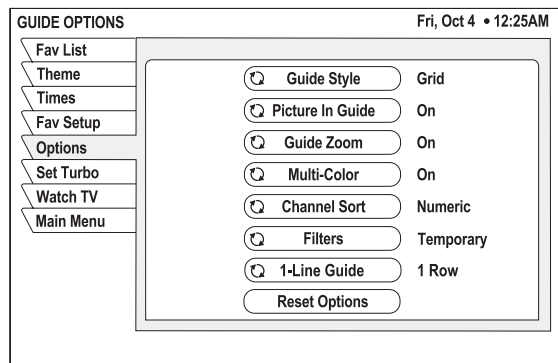 GUIDE OPTIONS Fri, Oct 4 • 12:25AM
Fav List
Theme
Times
Fav Setup
Options
Set Turbo
Watch TV
Main Menu
Guide Style Grid
Picture In Guide On
Guide Zoom On
Multi-Color On
Channel Sort Numeric
Filters Temporary
1-Line Guide 1 Row
Reset Options